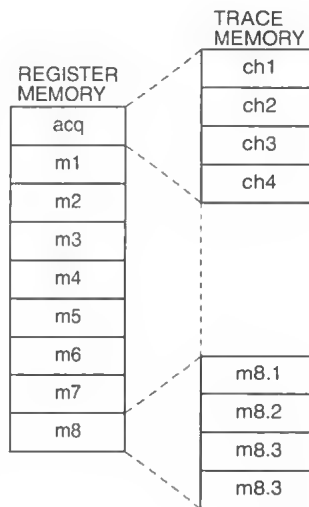 REGISTER
MEMORY
acq
m1
m2
m3
m4
m5
m6
m7
m8
TRACE
MEMORY
ch1
ch2
ch3
ch4
m8.1
m8.2
m8.3
m8.3